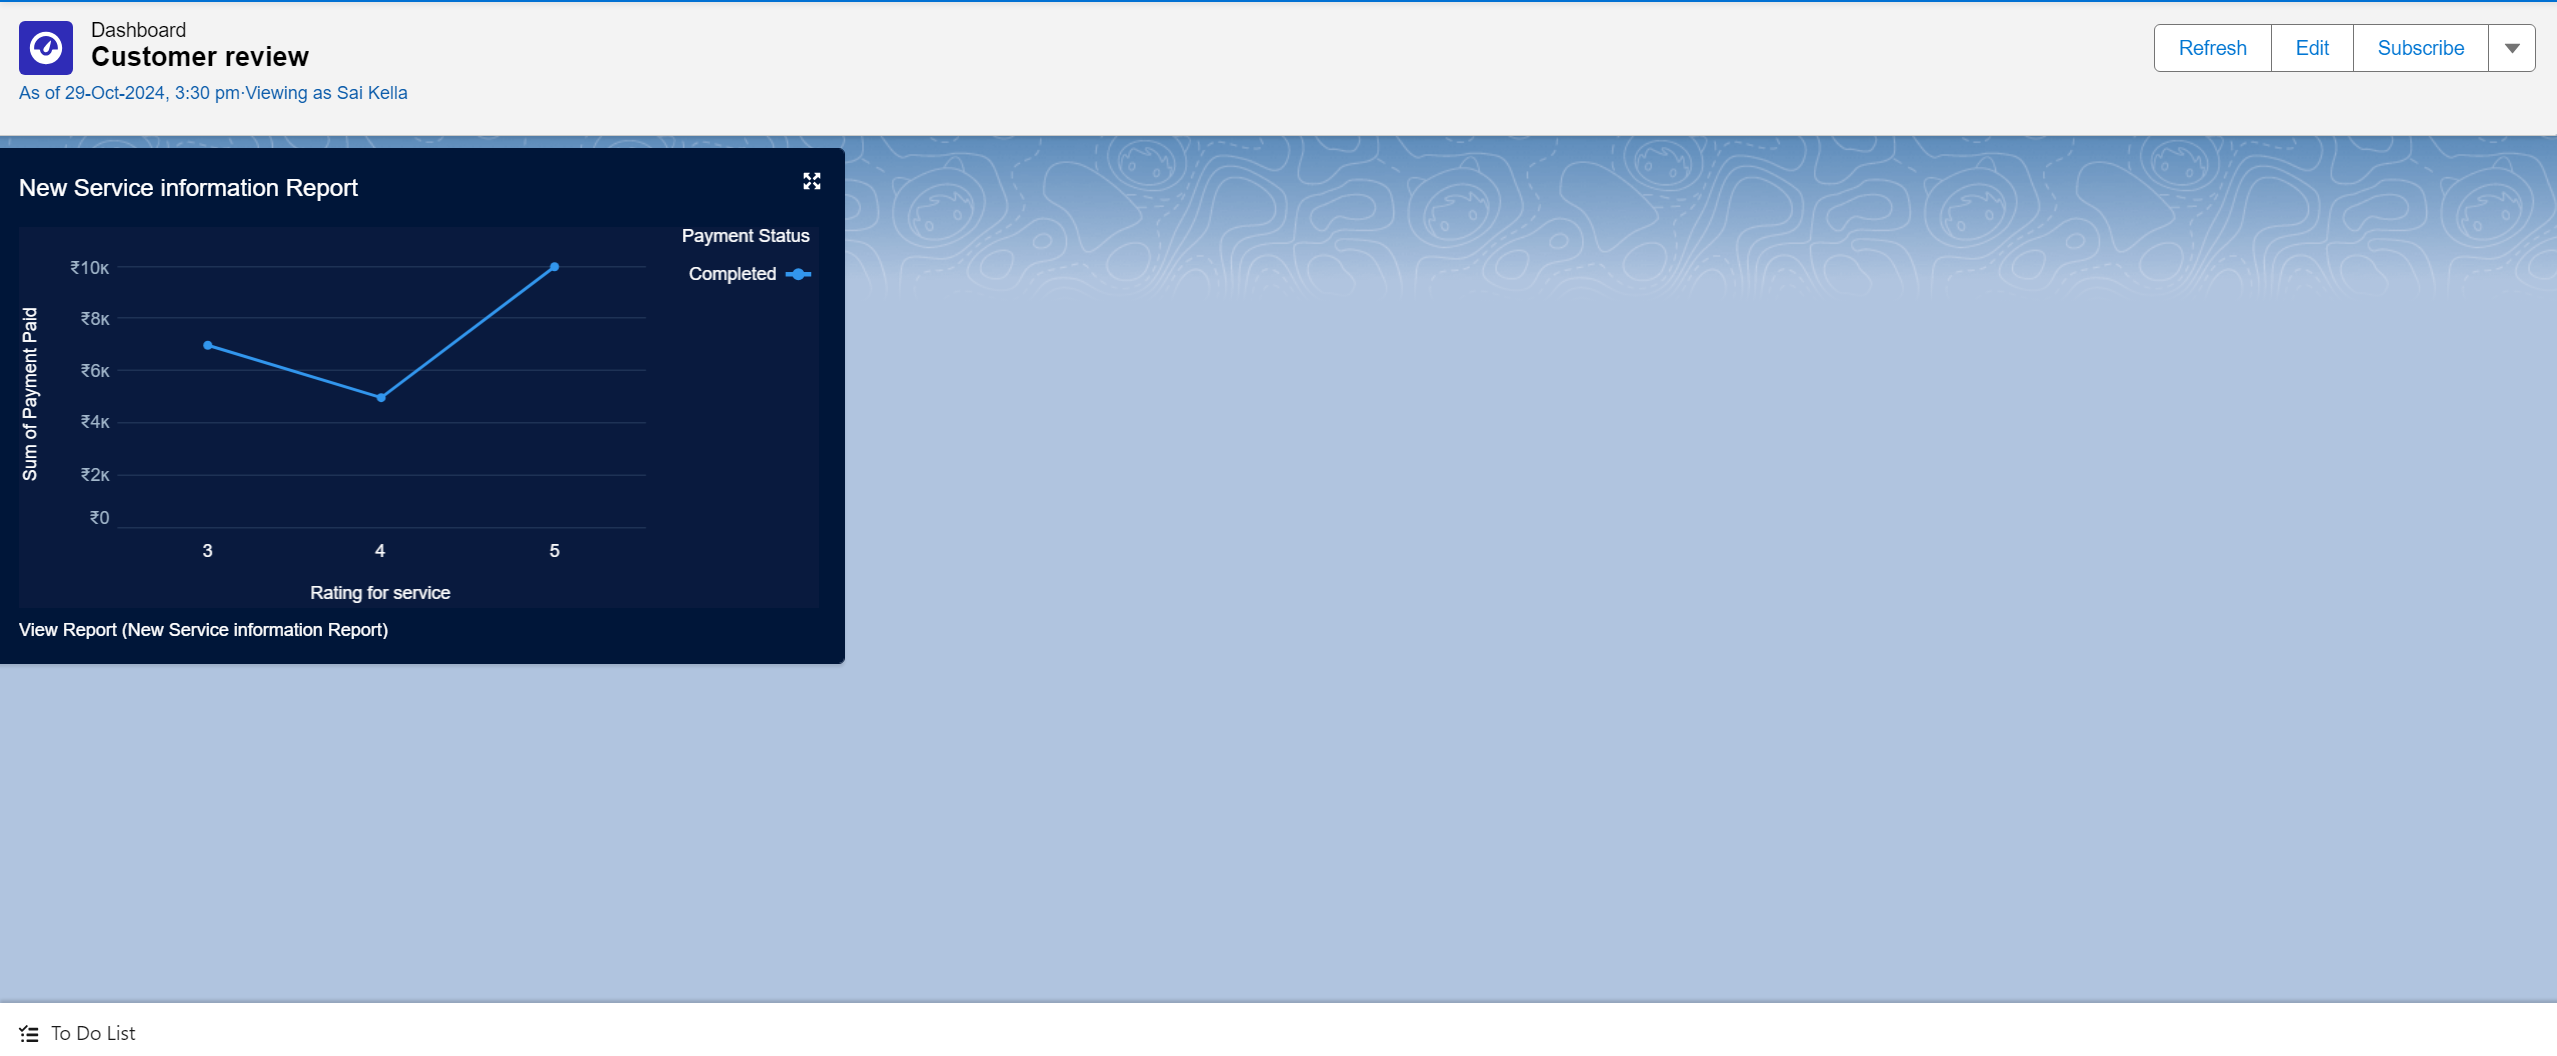 Dashboard
Customer review
As of 29-Oct-2024, 3:30 pm·Viewing as Sai Kella
Refresh
Edit
Subscribe
New Service information Report
Payment Status
Completed
Sum of Payment Paid
₹10K
₹8K
₹6K
₹4K
₹2K
₹0
3
4
5
Rating for service
View Report (New Service information Report)
To Do List